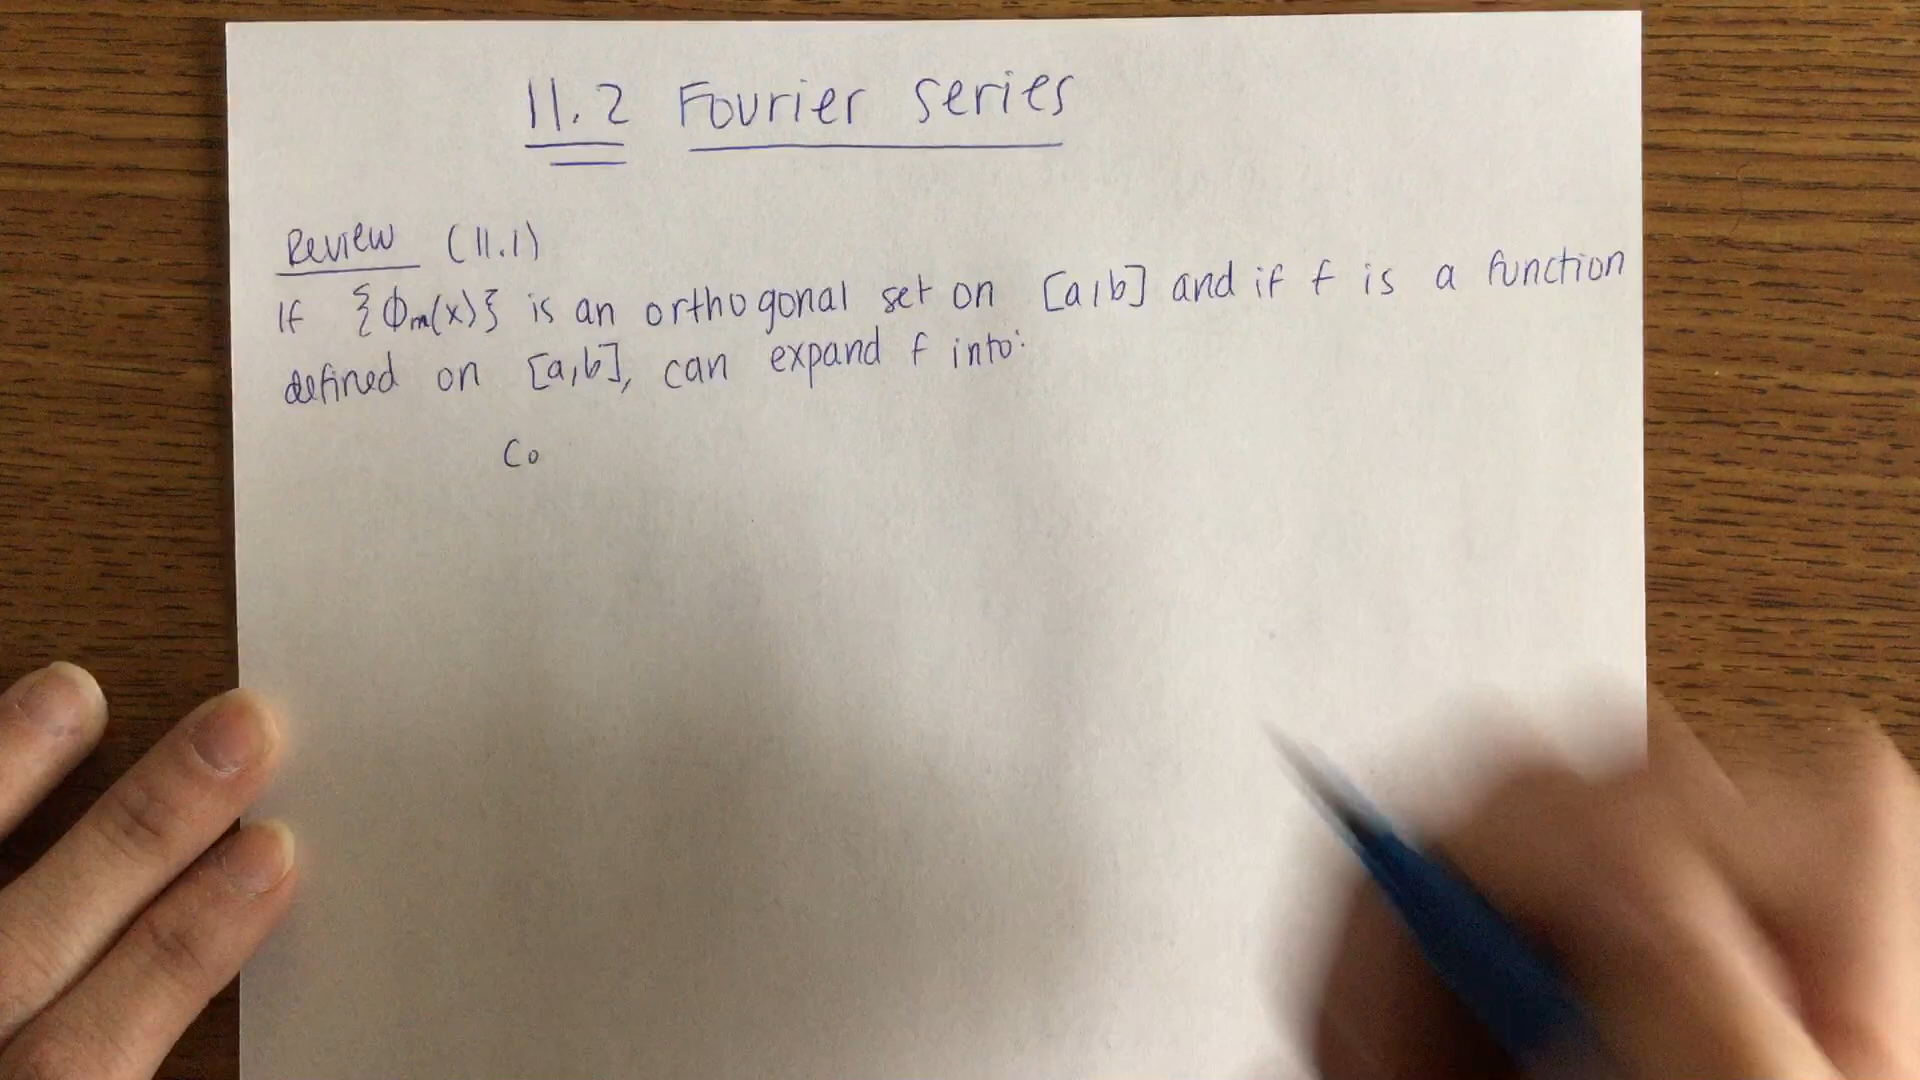 11.2 Fourier series
Review (11.1)
If {ϕₘ(x)} is an orthogonal set on [a,b] and if f is a function
defined on [a,b], can expand f into:
C₀